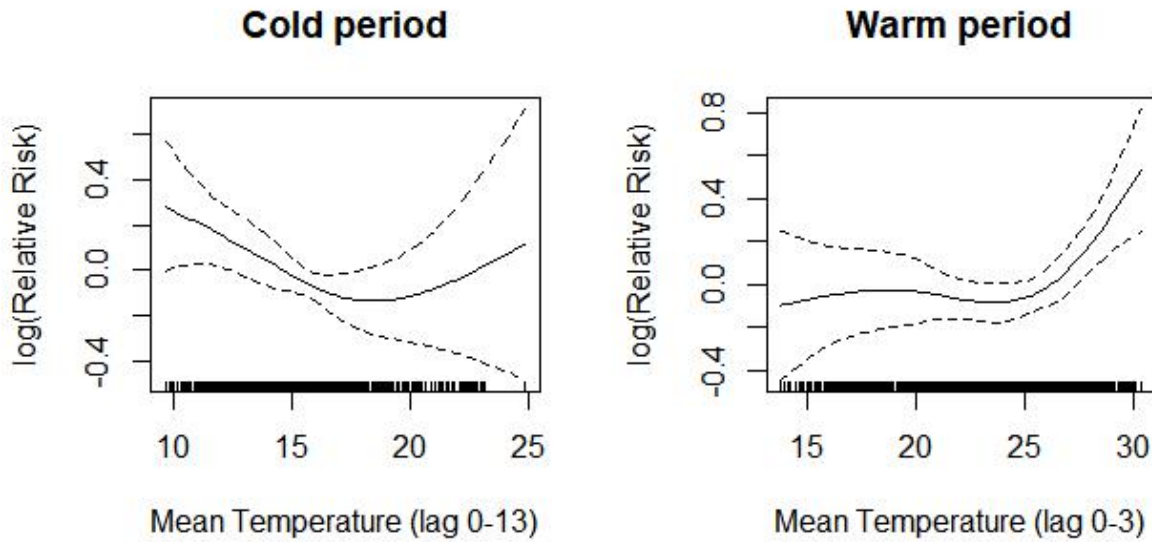 Cold period
log(Relative Risk)
0.4
0.0
-0.4
10 15 20 25
Mean Temperature (lag 0-13)
Warm period
log(Relative Risk)
0.8
0.4
0.0
-0.4
15 20 25 30
Mean Temperature (lag 0-3)